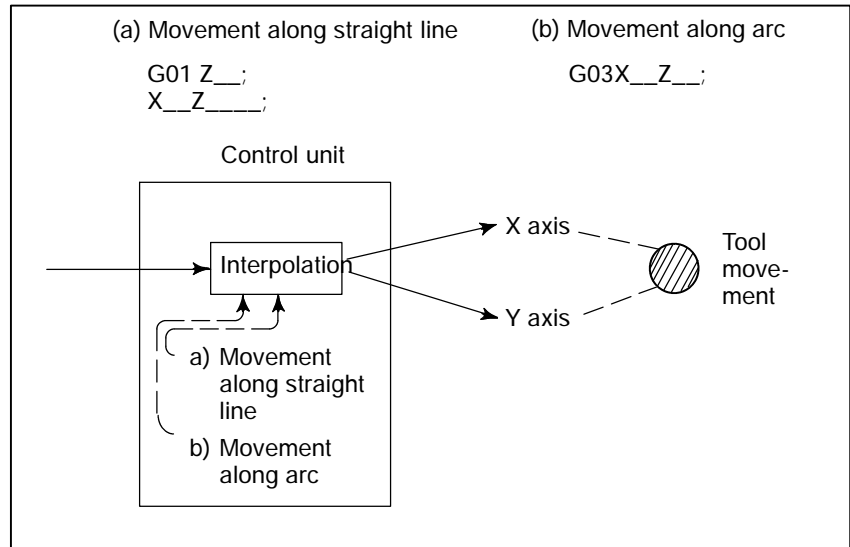 (a) Movement along straight line
(b) Movement along arc
G01 Z__;
X__Z____;
G03X__Z__;
Control unit
Interpolation
X axis
Y axis
Tool
move-
ment
a) Movement
along straight
line
b) Movement
along arc